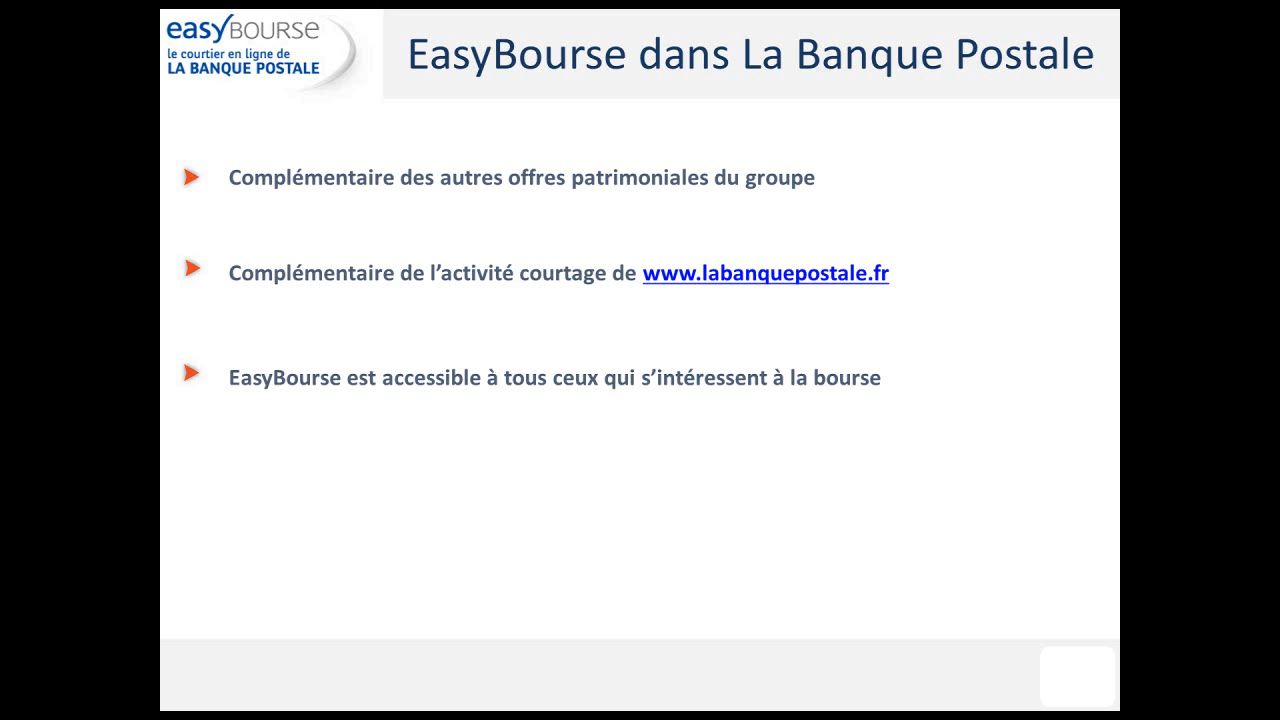 easyBOURSE
le courtier en ligne de
LA BANQUE POSTALE
EasyBourse dans La Banque Postale
Complémentaire des autres offres patrimoniales du groupe
Complémentaire de l’activité courtage de www.labanquepostale.fr
EasyBourse est accessible à tous ceux qui s’intéressent à la bourse